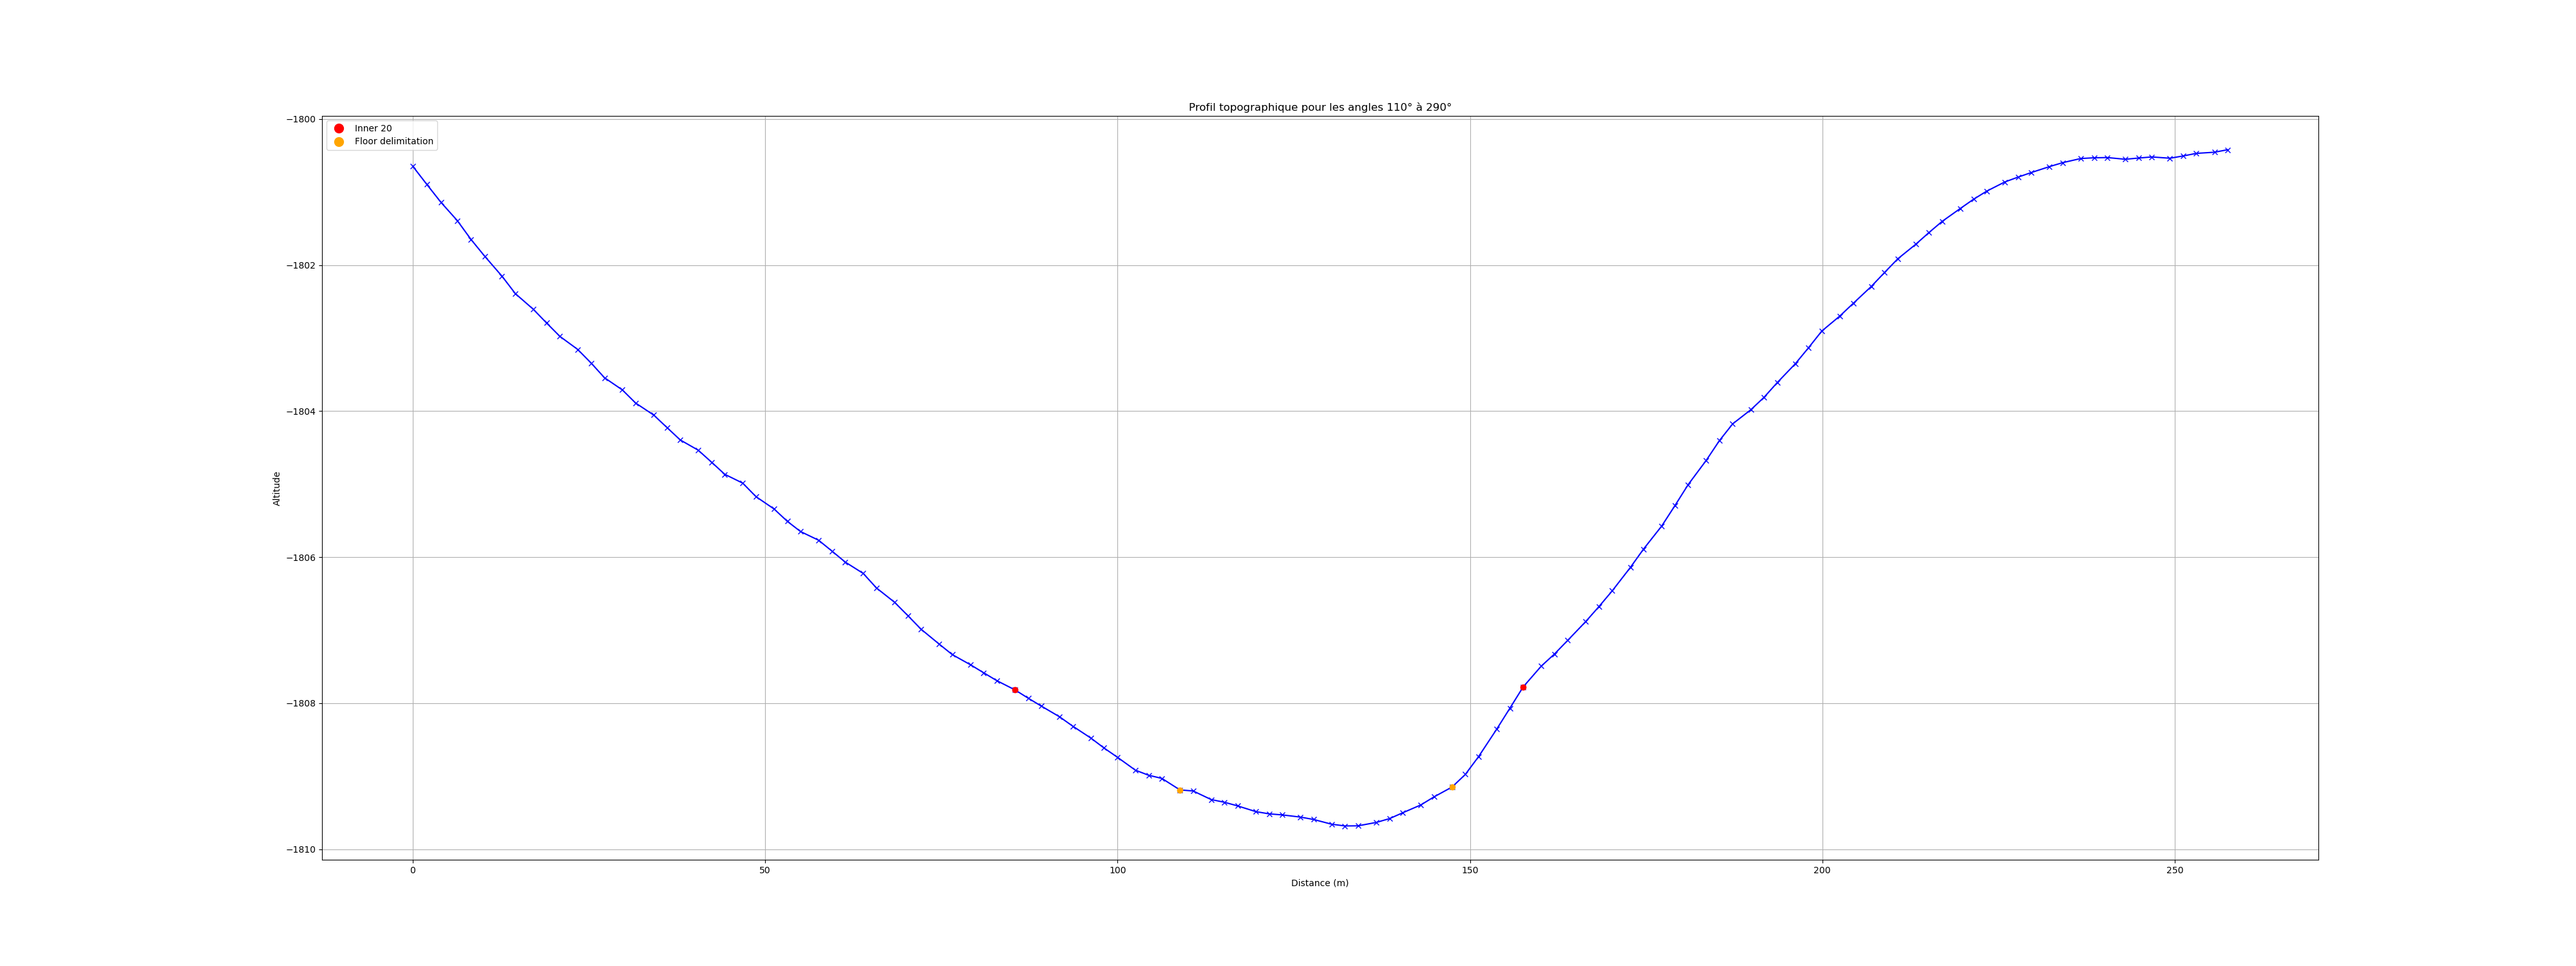 Profil topographique pour les angles 110° à 290°
Inner 20
Floor delimitation
Altitude
−1800
−1802
−1804
−1806
−1808
−1810
0
50
100
150
200
250
Distance (m)